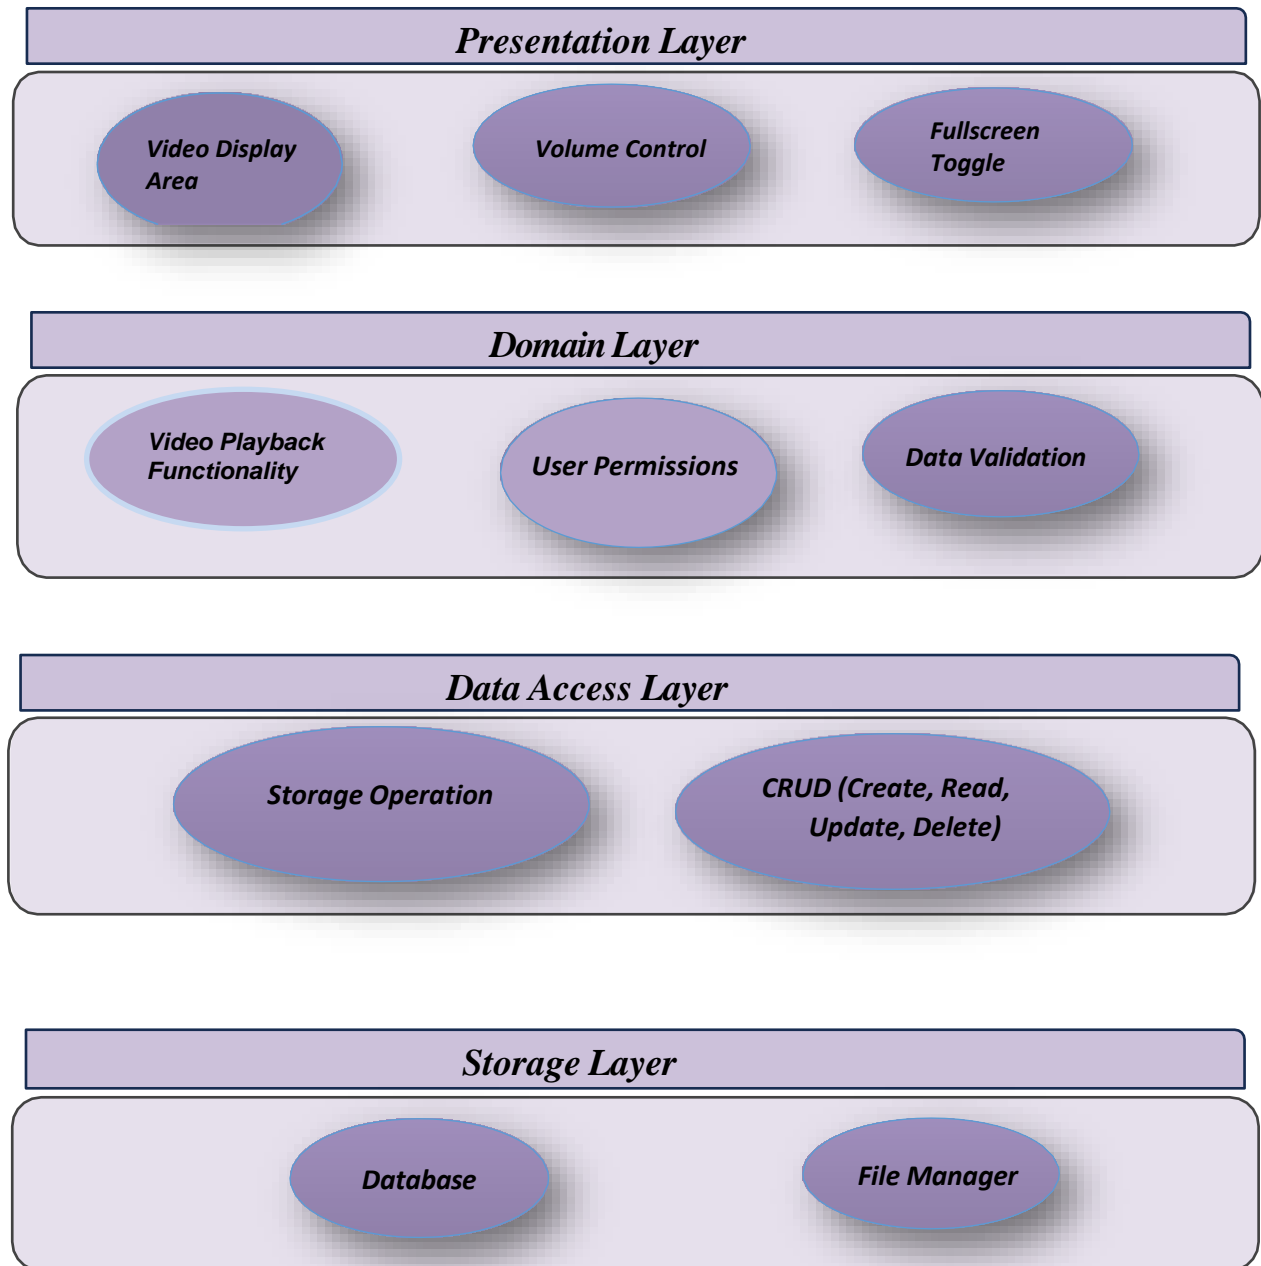 Presentation Layer
Video Display
Area
Volume Control
Fullscreen
Toggle
Domain Layer
Video Playback
Functionality
User Permissions
Data Validation
Data Access Layer
Storage Operation
CRUD (Create, Read,
Update, Delete)
Storage Layer
Database
File Manager